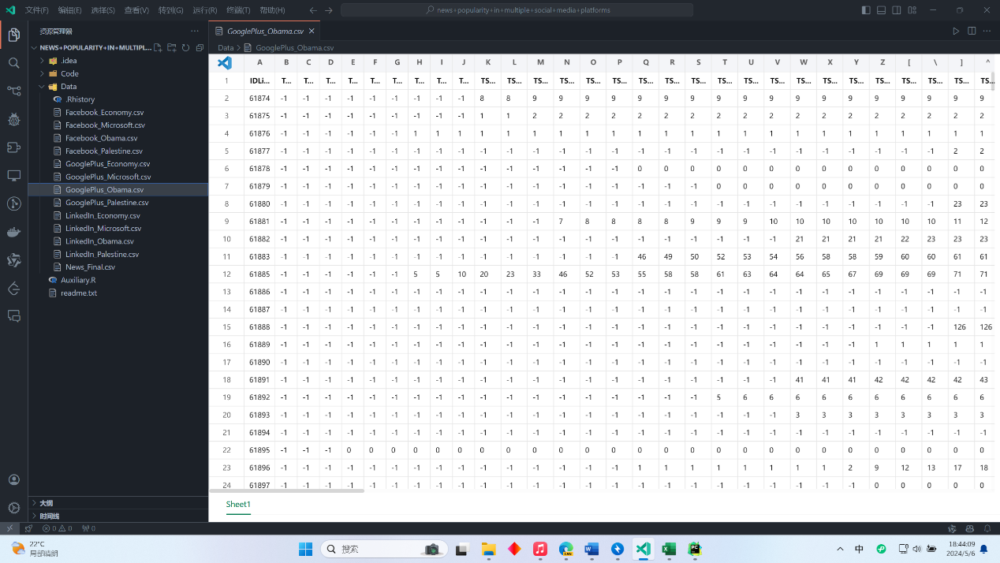 文件(F) 编辑(E) 选择(S) 查看(V) 转到(G) 运行(R) 终端(T) 帮助(H) news+popularity+in+multiple+social+media+platforms
资源管理器
NEWS+POPULARITY+IN+MULTIPL...
.idea
Code
Data
.Rhistory
Facebook_Economy.csv
Facebook_Microsoft.csv
Facebook_Obama.csv
Facebook_Palestine.csv
GooglePlus_Economy.csv
GooglePlus_Microsoft.csv
GooglePlus_Obama.csv
GooglePlus_Palestine.csv
LinkedIn_Economy.csv
LinkedIn_Microsoft.csv
LinkedIn_Obama.csv
LinkedIn_Palestine.csv
News_Final.csv
Auxiliary.R
readme.txt
大纲
时间线
GooglePlus_Obama.csv
Data > GooglePlus_Obama.csv
A B C D E F G H I J K L M N O P Q R S T U V W X Y Z [ \ ] ^
1 IDLi... T... T... T... T... T... T... T... T... T... TS... TS... TS... TS... TS... TS... TS... TS... TS... TS... TS... TS... TS... TS... TS... TS... TS... TS... TS... TS...
2 61874 -1 -1 -1 -1 -1 -1 -1 -1 -1 8 8 9 9 9 9 9 9 9 9 9 9 9 9 9 9 9 9 9 9
3 61875 -1 -1 -1 -1 -1 -1 -1 -1 -1 1 1 2 2 2 2 2 2 2 2 2 2 2 2 2 2 2 2 2 2
4 61876 -1 -1 -1 -1 -1 -1 1 1 1 1 1 1 1 1 1 1 1 1 1 1 1 1 1 1 1 1 1 1 1
5 61877 -1 -1 -1 -1 -1 -1 -1 -1 -1 -1 -1 -1 -1 -1 -1 -1 -1 -1 -1 -1 -1 -1 -1 -1 -1 -1 -1 2 2
6 61878 -1 -1 -1 -1 -1 -1 -1 -1 -1 -1 -1 -1 -1 -1 -1 0 0 0 0 0 0 0 0 0 0 0 0 0 0
7 61879 -1 -1 -1 -1 -1 -1 -1 -1 -1 -1 -1 -1 -1 -1 -1 -1 -1 -1 0 0 0 0 0 0 0 0 0 0 0
8 61880 -1 -1 -1 -1 -1 -1 -1 -1 -1 -1 -1 -1 -1 -1 -1 -1 -1 -1 -1 -1 -1 -1 -1 -1 -1 -1 -1 23 23
9 61881 -1 -1 -1 -1 -1 -1 -1 -1 -1 -1 -1 -1 7 8 8 8 8 9 9 9 10 10 10 10 10 10 10 11 12
10 61882 -1 -1 -1 -1 -1 -1 -1 -1 -1 -1 -1 -1 -1 -1 -1 -1 -1 -1 -1 -1 -1 21 21 21 21 22 23 23 23
11 61883 -1 -1 -1 -1 -1 -1 -1 -1 -1 -1 -1 -1 -1 -1 -1 46 49 50 52 53 54 56 58 58 59 60 60 61 61
12 61885 -1 -1 -1 -1 -1 -1 5 5 10 20 23 33 46 52 53 55 58 58 61 63 64 64 65 67 69 69 69 71 71
13 61886 -1 -1 -1 -1 -1 -1 -1 -1 -1 -1 -1 -1 -1 -1 -1 -1 -1 -1 -1 -1 -1 -1 -1 -1 -1 -1 -1 -1 -1
14 61887 -1 -1 -1 -1 -1 -1 -1 -1 -1 -1 -1 -1 -1 -1 -1 -1 -1 -1 -1 -1 -1 -1 -1 -1 -1 -1 -1 -1 -1
15 61888 -1 -1 -1 -1 -1 -1 -1 -1 -1 -1 -1 -1 -1 -1 -1 -1 -1 -1 -1 -1 -1 -1 -1 -1 -1 -1 -1 126 126
16 61889 -1 -1 -1 -1 -1 -1 -1 -1 -1 -1 -1 -1 -1 -1 -1 -1 -1 -1 -1 -1 -1 -1 -1 -1 1 1 1 1 1
17 61890 -1 -1 -1 -1 -1 -1 -1 -1 -1 -1 -1 -1 -1 -1 -1 -1 -1 -1 -1 -1 -1 -1 -1 -1 -1 -1 -1 -1 -1
18 61891 -1 -1 -1 -1 -1 -1 -1 -1 -1 -1 -1 -1 -1 -1 -1 -1 -1 -1 -1 -1 -1 41 41 41 42 42 42 42 43
19 61892 -1 -1 -1 -1 -1 -1 -1 -1 -1 -1 -1 -1 -1 -1 -1 -1 -1 -1 5 6 6 6 6 6 6 6 6 6 6
20 61893 -1 -1 -1 -1 -1 -1 -1 -1 -1 -1 -1 -1 -1 -1 -1 -1 -1 -1 -1 -1 -1 3 3 3 3 3 3 3 3
21 61894 -1 -1 -1 -1 -1 -1 -1 -1 -1 -1 -1 -1 -1 -1 -1 -1 -1 -1 -1 -1 -1 -1 -1 -1 -1 -1 -1 -1 -1
22 61895 -1 -1 -1 0 0 0 0 0 0 0 0 0 0 0 0 0 0 0 0 0 0 0 0 0 0 0 0 0 0
23 61896 -1 -1 -1 -1 -1 -1 -1 -1 -1 -1 -1 -1 -1 -1 -1 1 1 1 1 1 1 1 1 2 9 12 13 17 18
24 61897 -1 -1 -1 -1 -1 -1 -1 -1 -1 -1 -1 -1 -1 -1 -1 -1 -1 -1 -1 -1 -1 -1 -1 0 0 0 0 0 0
Sheet1
0 0 0
22°C
局部晴朗
搜索
LAN
PC
中
18:44:09
2024/5/6